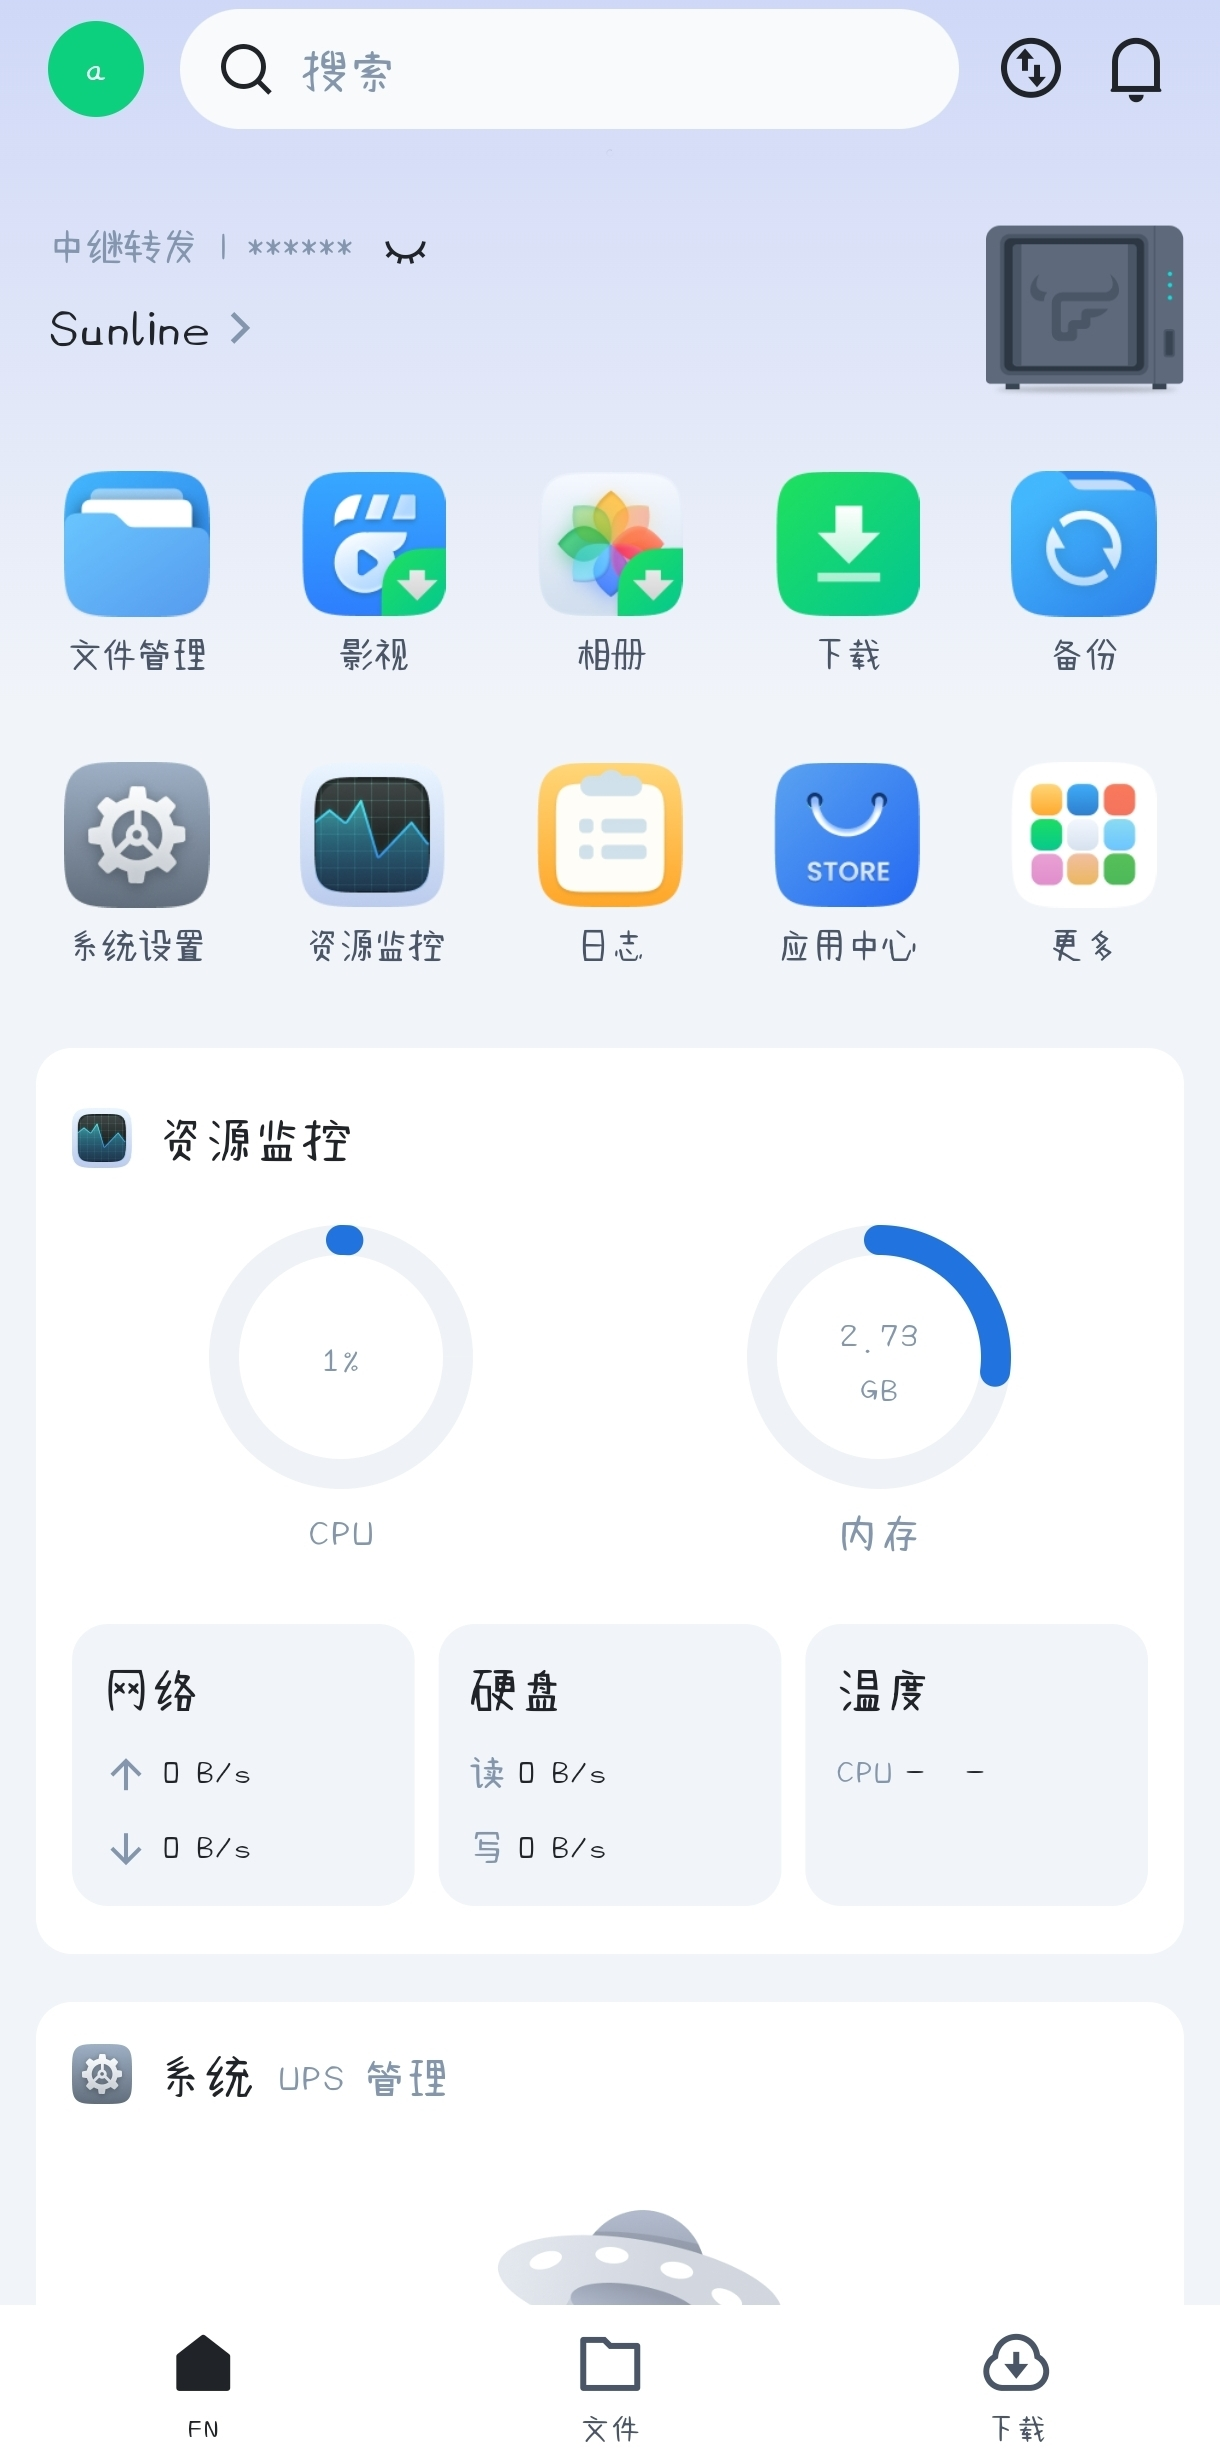 a
搜索
中继转发 | ******
Sunline
文件管理 影视 相册 下载 备份
STORE
系统设置 资源监控 日志 应用中心 更多
资源监控
1%
2.73
GB
CPU 内存
网络 硬盘 温度
0 B/s 读 0 B/s CPU - -
0 B/s 写 0 B/s
系统 UPS 管理
FN 文件 下载